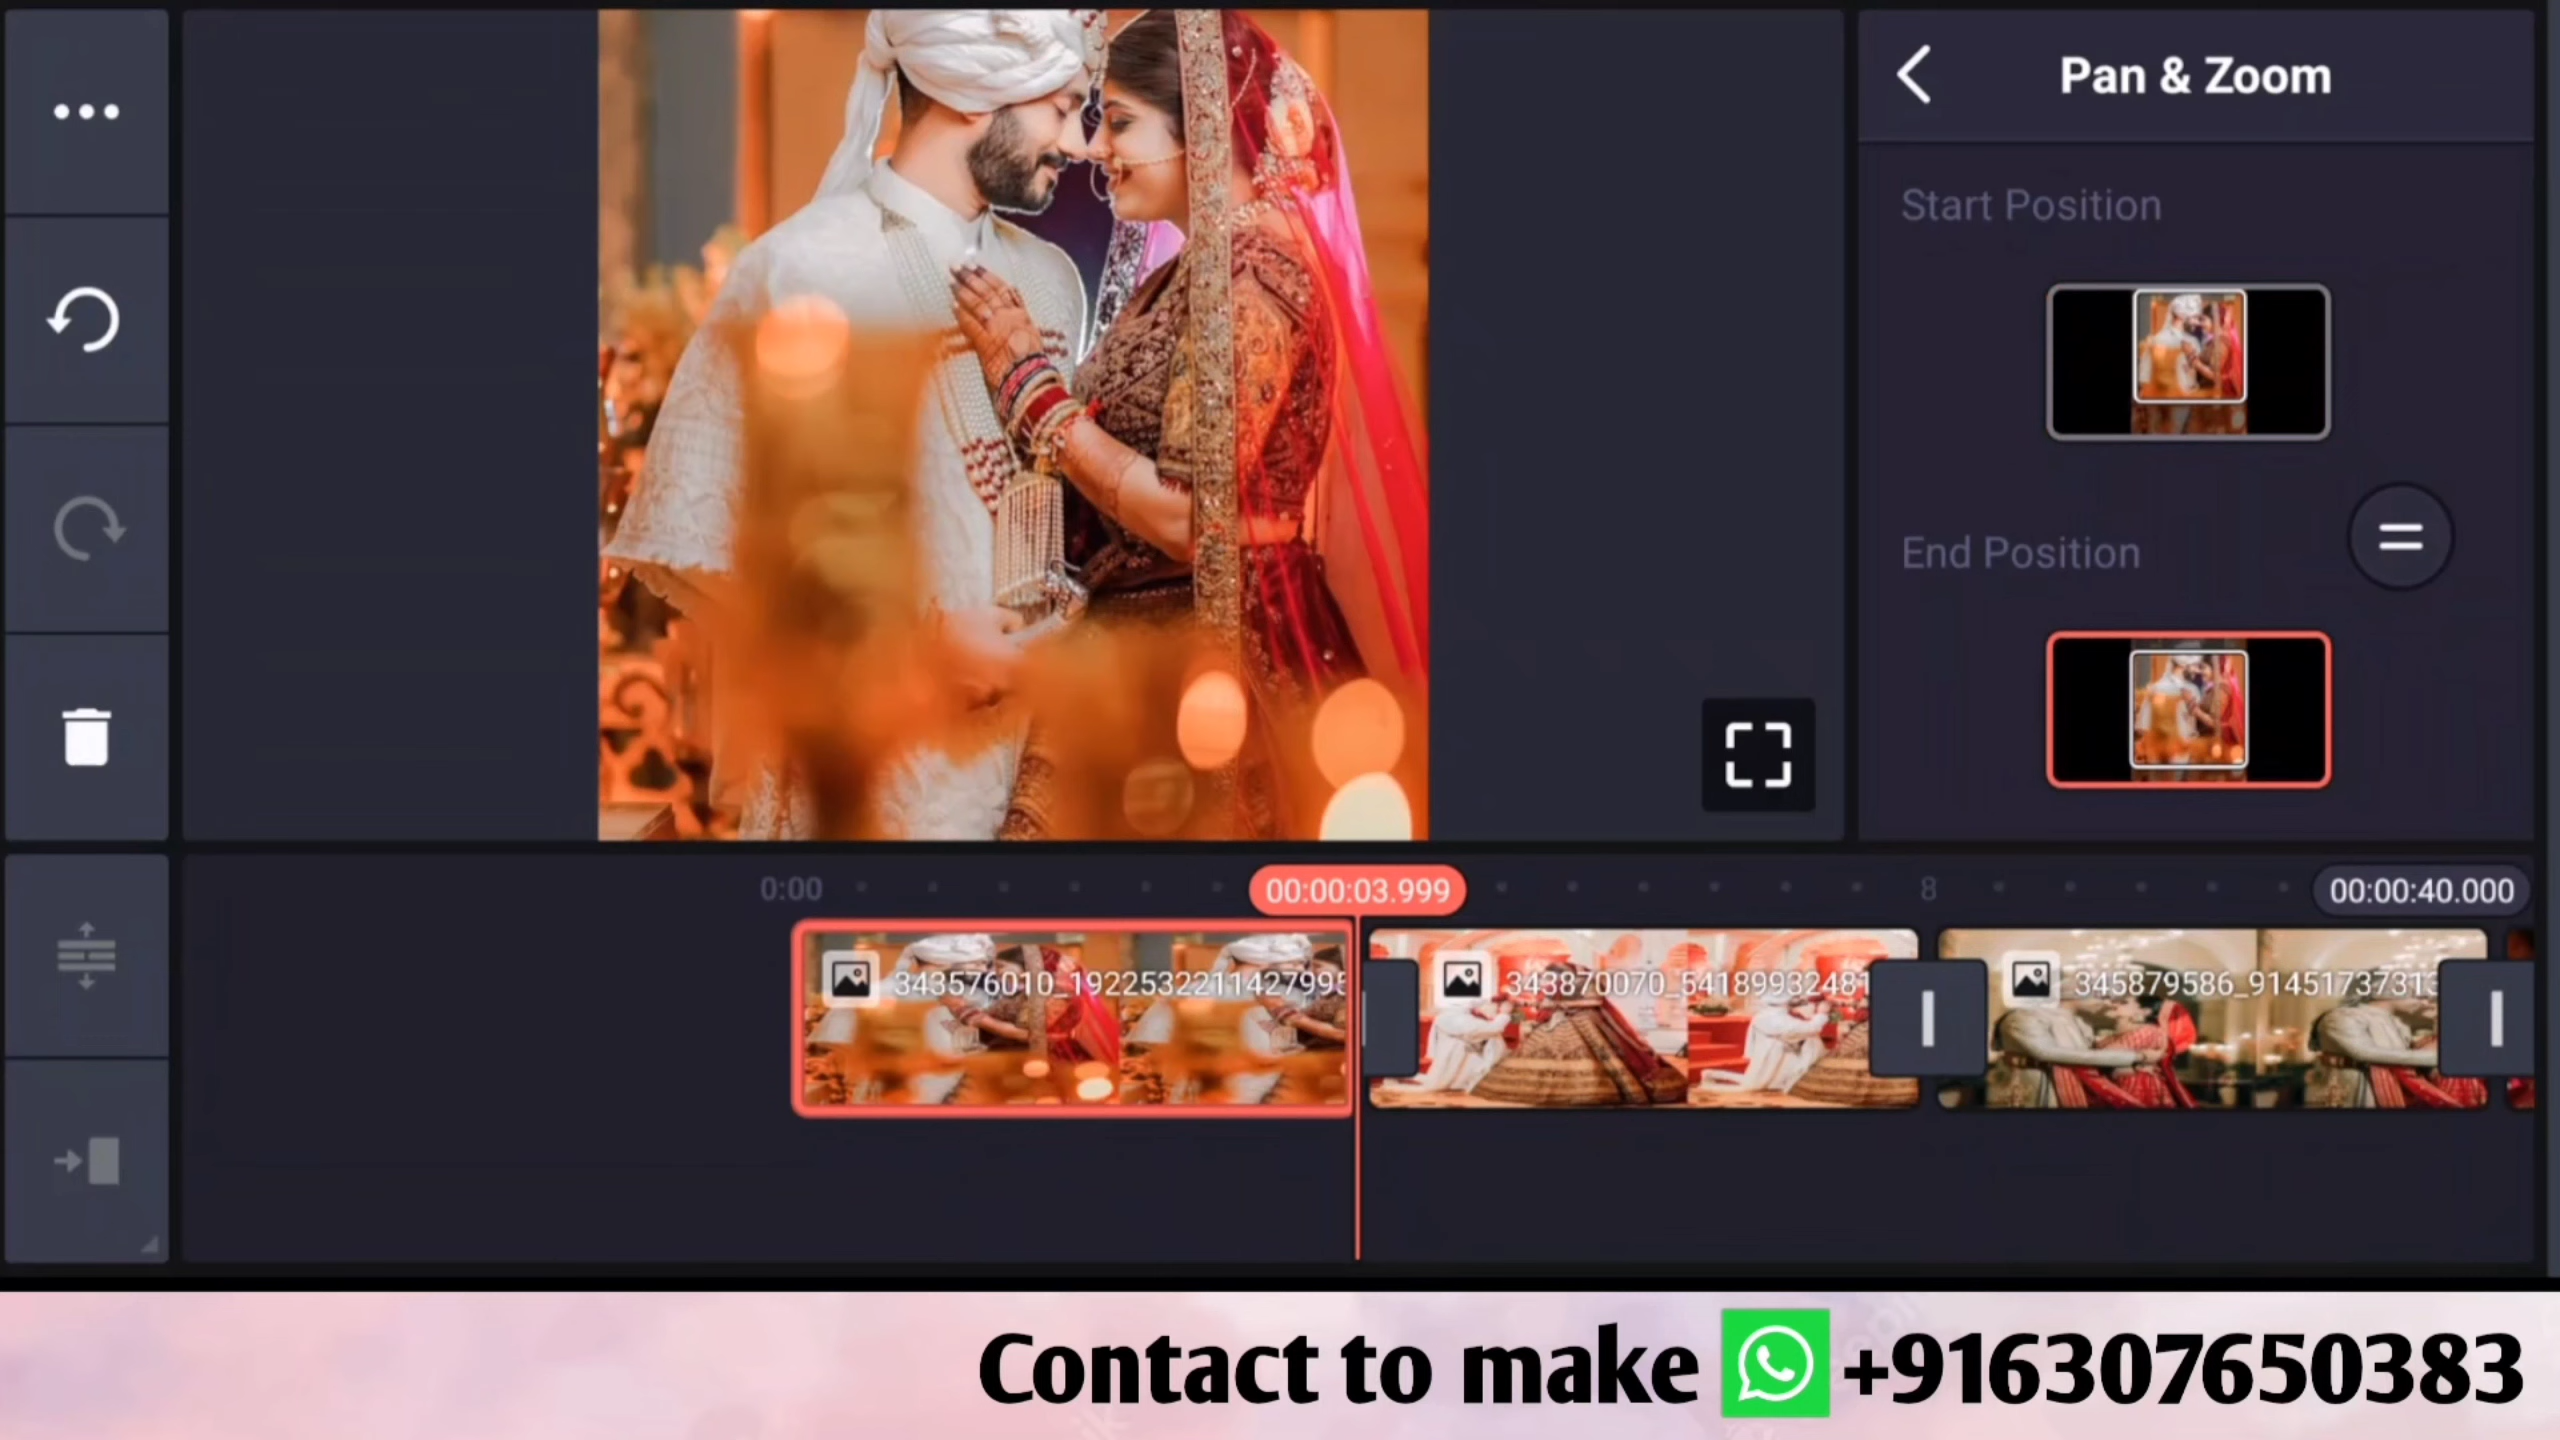 Pan & Zoom
Start Position
End Position
0:00
00:00:03.999
8
00:00:40.000
343576010_1922532211427995
343870070_54189932481
345879586_91451737313
Contact to make +916307650383